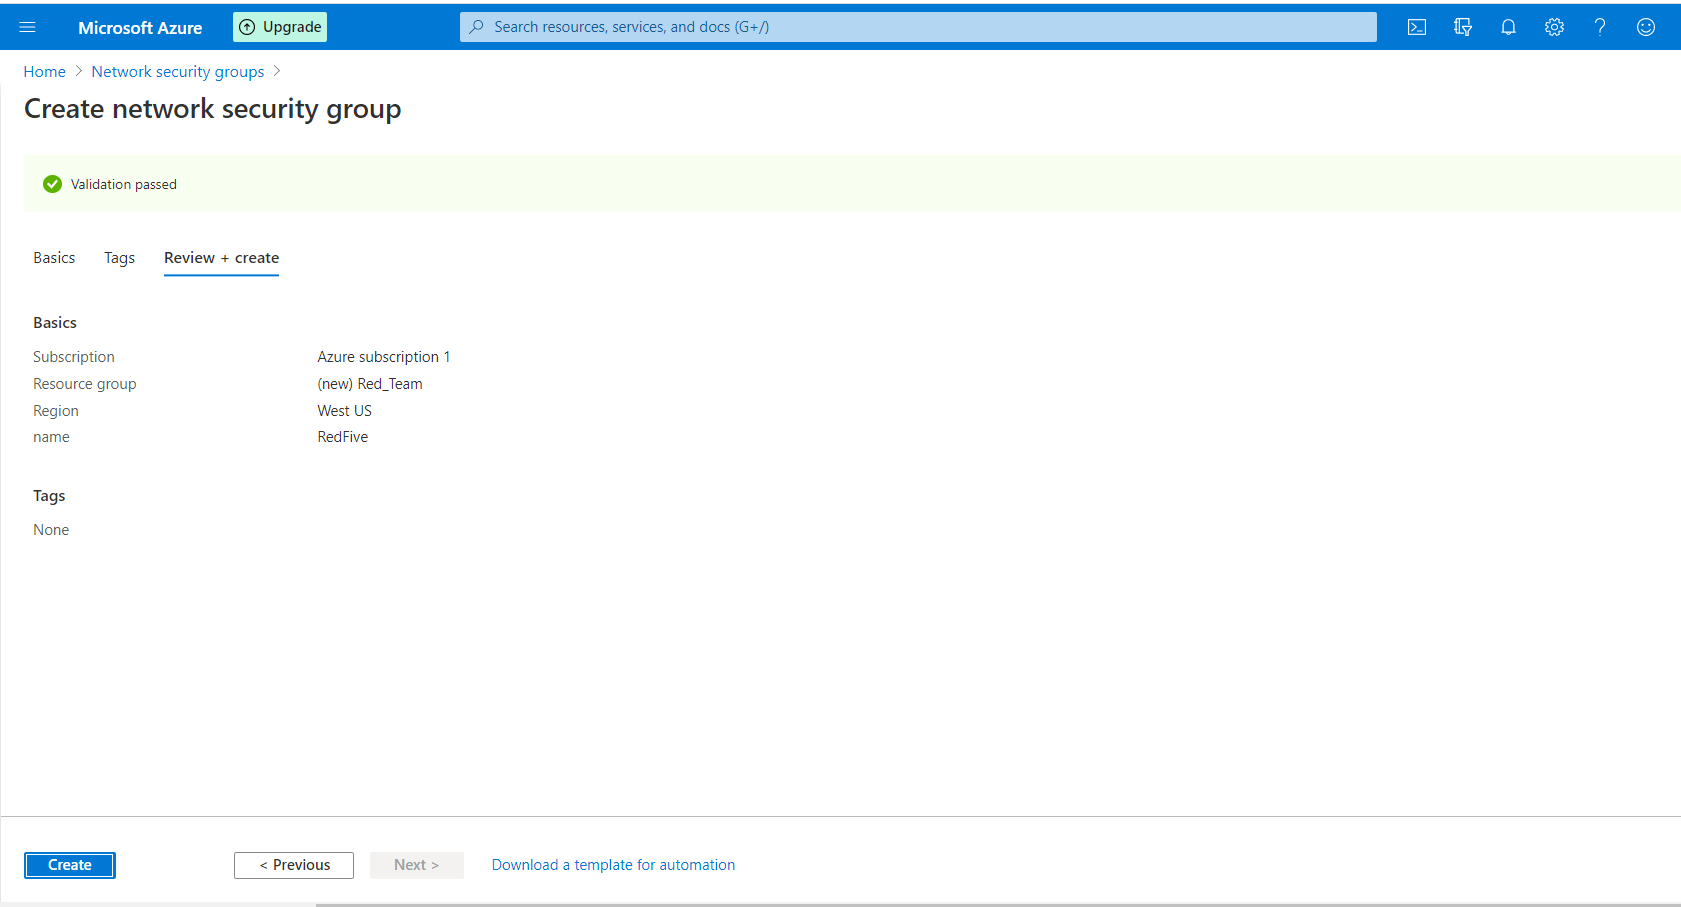 Microsoft Azure Upgrade Search resources, services, and docs (G+/)
Home > Network security groups >
Create network security group
Validation passed
Basics Tags Review + create
Basics
Subscription Azure subscription 1
Resource group (new) Red_Team
Region West US
name RedFive
Tags
None
Create < Previous Next > Download a template for automation